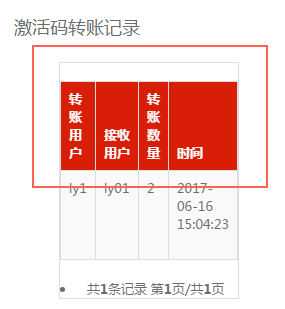 激活码转账记录
转账用户 接收用户 转账数量 时间
ly1 ly01 2 2017-06-16 15:04:23
共1条记录 第1页/共1页